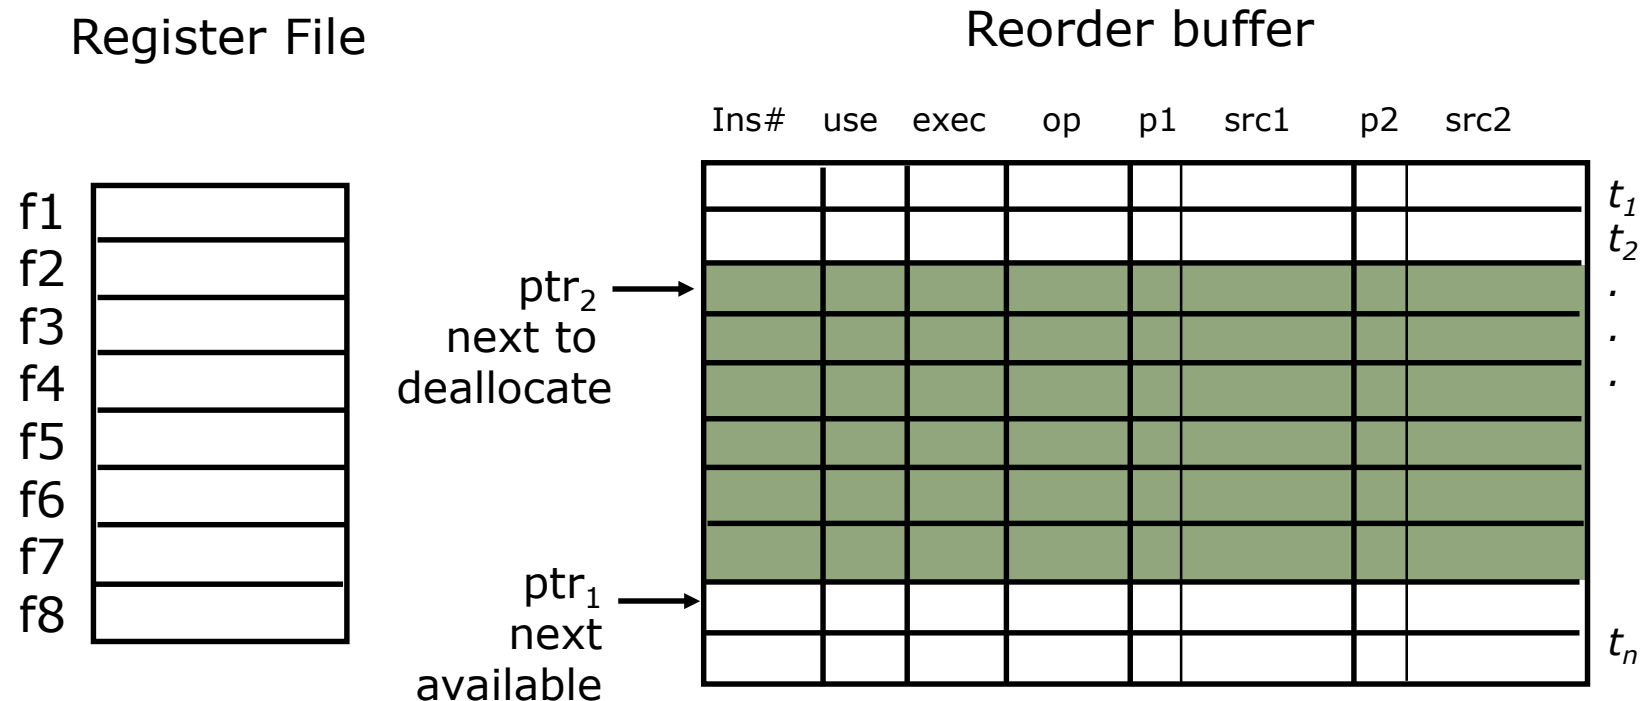 Register File
Reorder buffer
Ins# use exec op p1 src1 p2 src2
f1
f2
f3
f4
f5
f6
f7
f8
ptr₂
next to
deallocate
ptr₁
next
available
t₁
t₂
.
.
.
tₙ